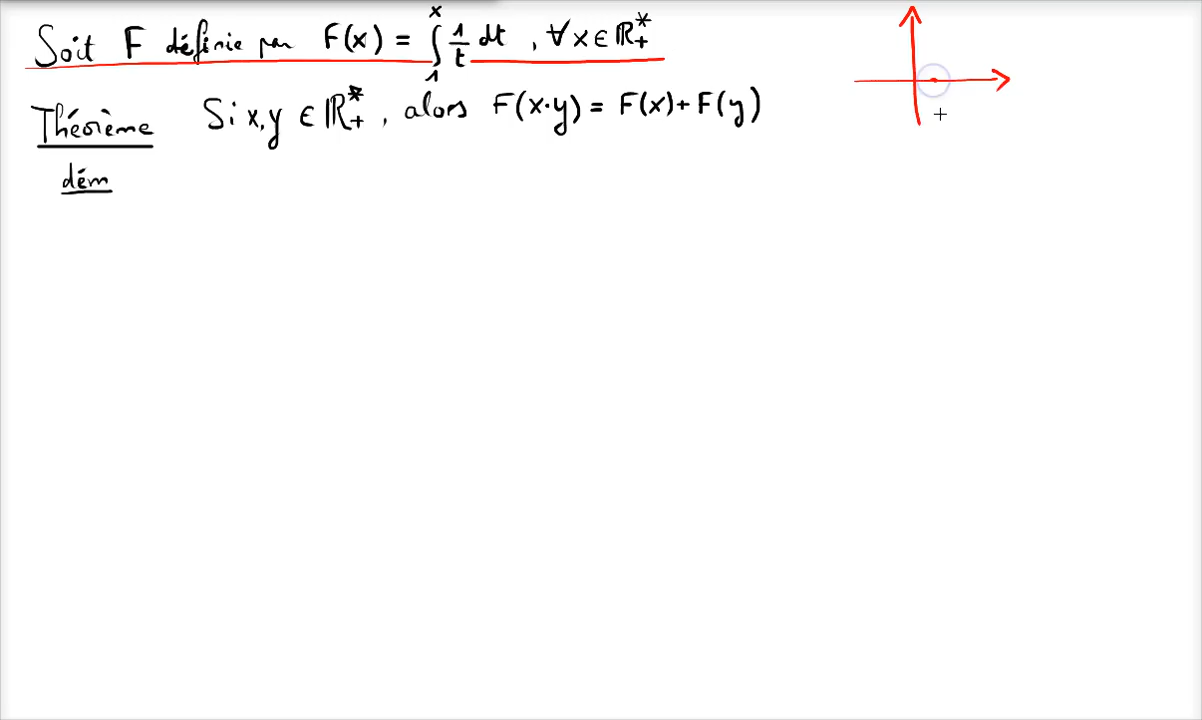 Soit F définie par F(x) = ∫₁ˣ 1/t dt , ∀ x ∈ ℝ₊*
Théorème Si x, y ∈ ℝ₊* , alors F(x·y) = F(x) + F(y)
dém